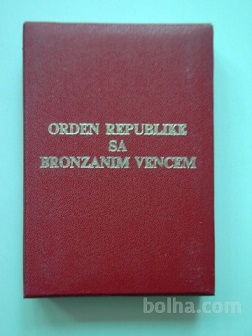 ORDEN REPUBLIKE
SA
BRONZANIM VENCEM
bolha.com